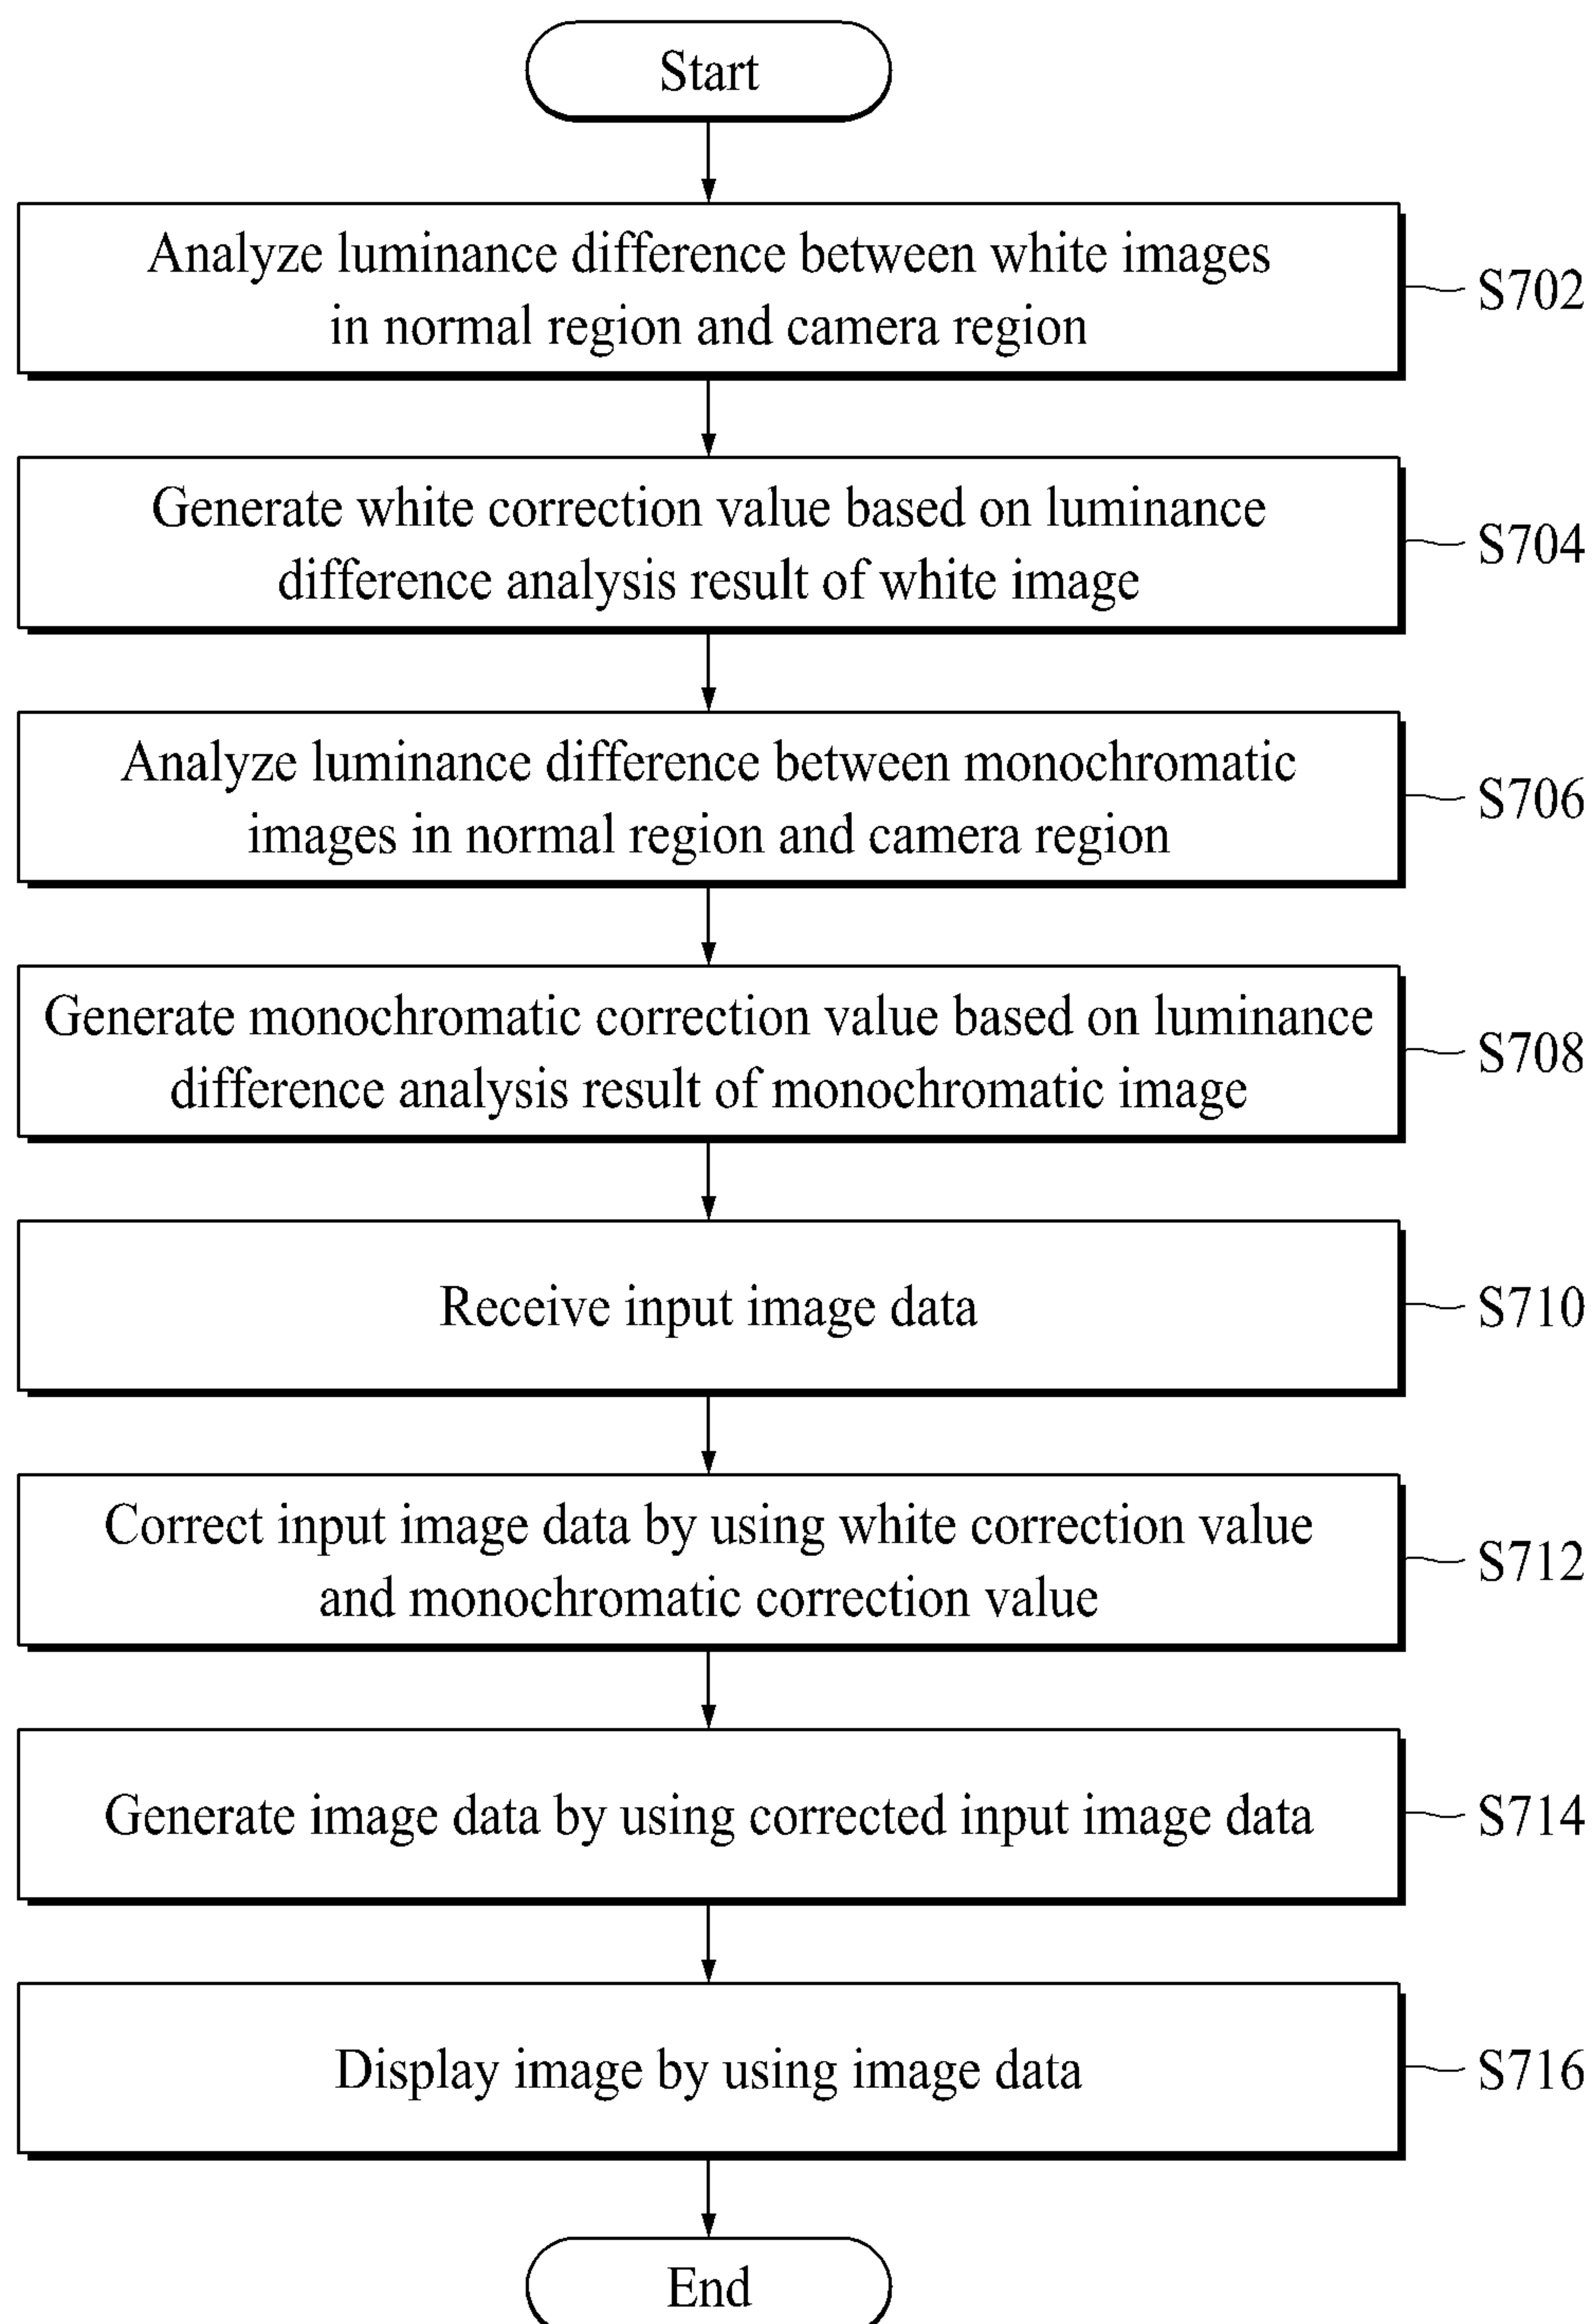 Start
Analyze luminance difference between white images
in normal region and camera region
S702
Generate white correction value based on luminance
difference analysis result of white image
S704
Analyze luminance difference between monochromatic
images in normal region and camera region
S706
Generate monochromatic correction value based on luminance
difference analysis result of monochromatic image
S708
Receive input image data
S710
Correct input image data by using white correction value
and monochromatic correction value
S712
Generate image data by using corrected input image data
S714
Display image by using image data
S716
End